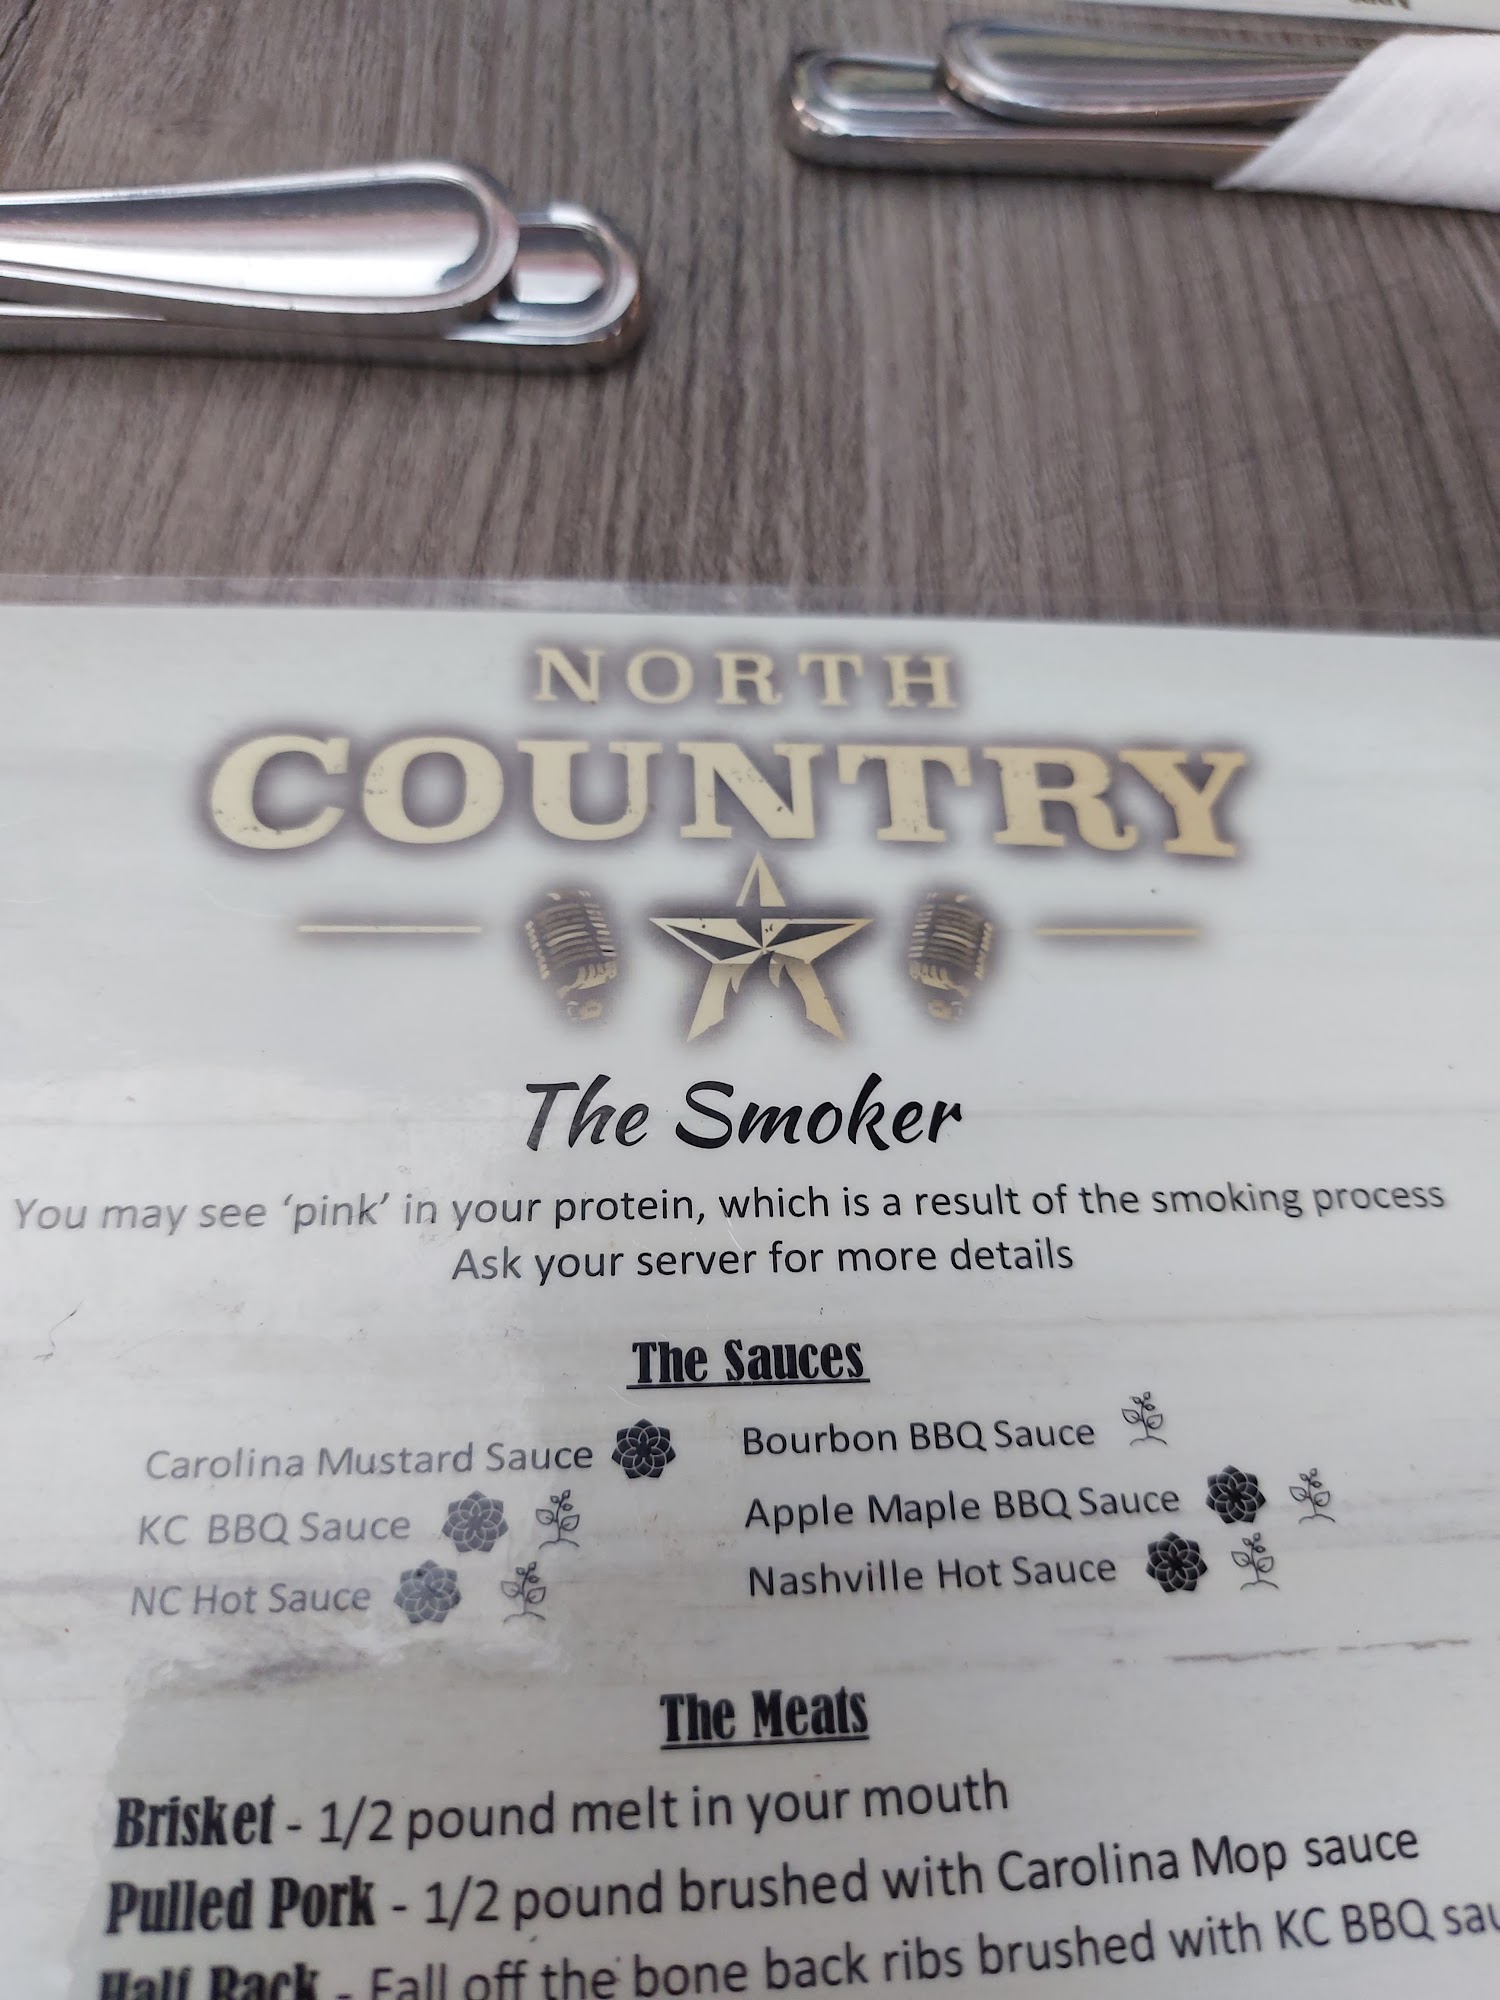 NORTH
COUNTRY
The Smoker
You may see ‘pink’ in your protein, which is a result of the smoking process
Ask your server for more details
The Sauces
Carolina Mustard Sauce
KC BBQ Sauce
NC Hot Sauce
Bourbon BBQ Sauce
Apple Maple BBQ Sauce
Nashville Hot Sauce
The Meats
Brisket - 1/2 pound melt in your mouth
Pulled Pork - 1/2 pound brushed with Carolina Mop sauce
Half Rack - Fall off the bone back ribs brushed with KC BBQ